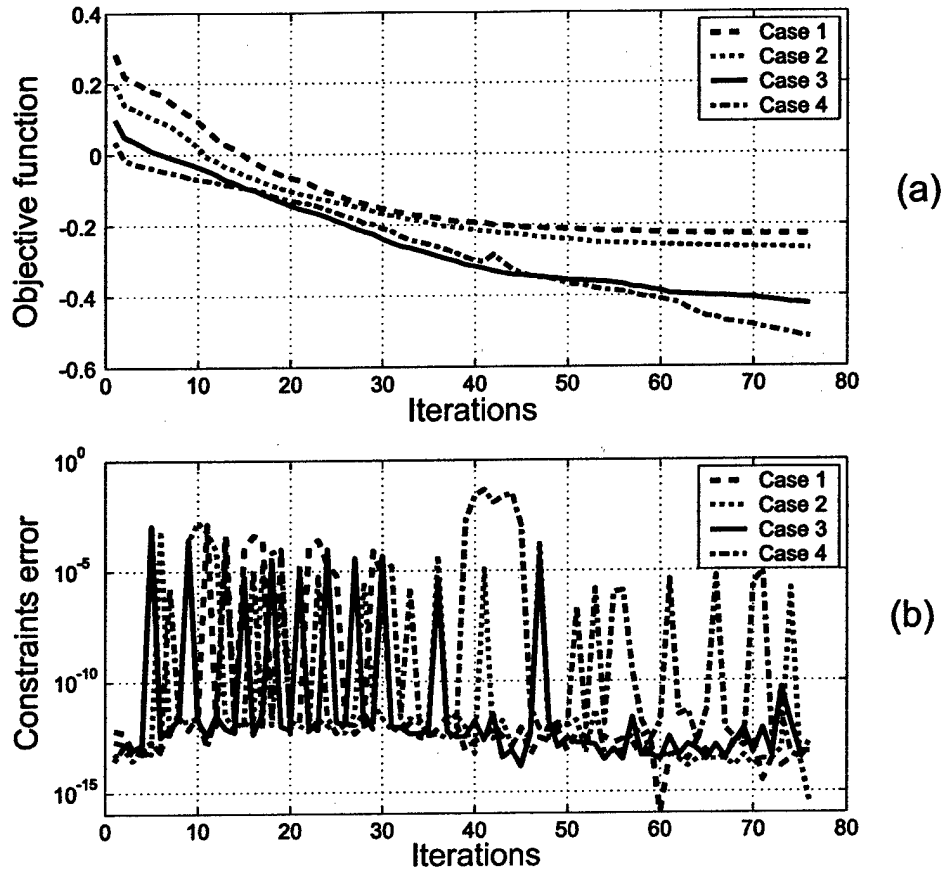 0.4
0.2
0
-0.2
-0.4
-0.6
Objective function
Case 1
Case 2
Case 3
Case 4
0 10 20 30 40 50 60 70 80
Iterations
(a)
10^0
10^-5
10^-10
10^-15
Constraints error
Case 1
Case 2
Case 3
Case 4
0 10 20 30 40 50 60 70 80
Iterations
(b)